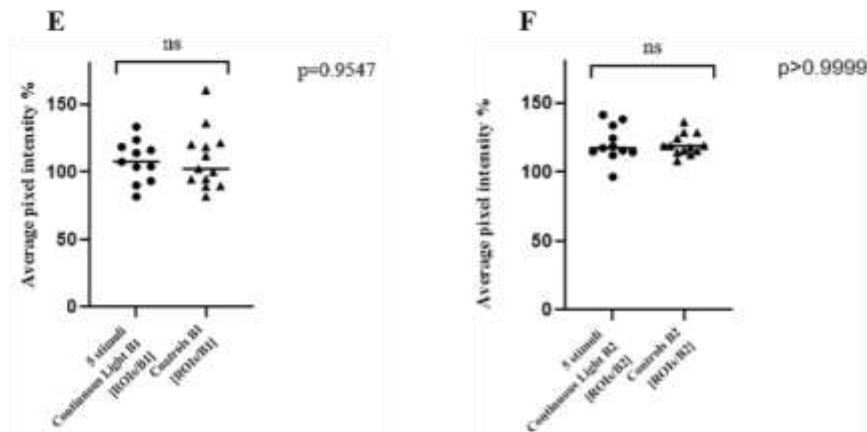 E
ns
p=0.9547
Average pixel intensity %
150
100
50
0
5 stimuli
Continuous Light B1
[ROIs/B1]
Controls B1
[ROIs/B1]
F
ns
p>0.9999
Average pixel intensity %
150
100
50
0
5 stimuli
Continuous Light B2
[ROIs/B2]
Controls B2
[ROIs/B2]